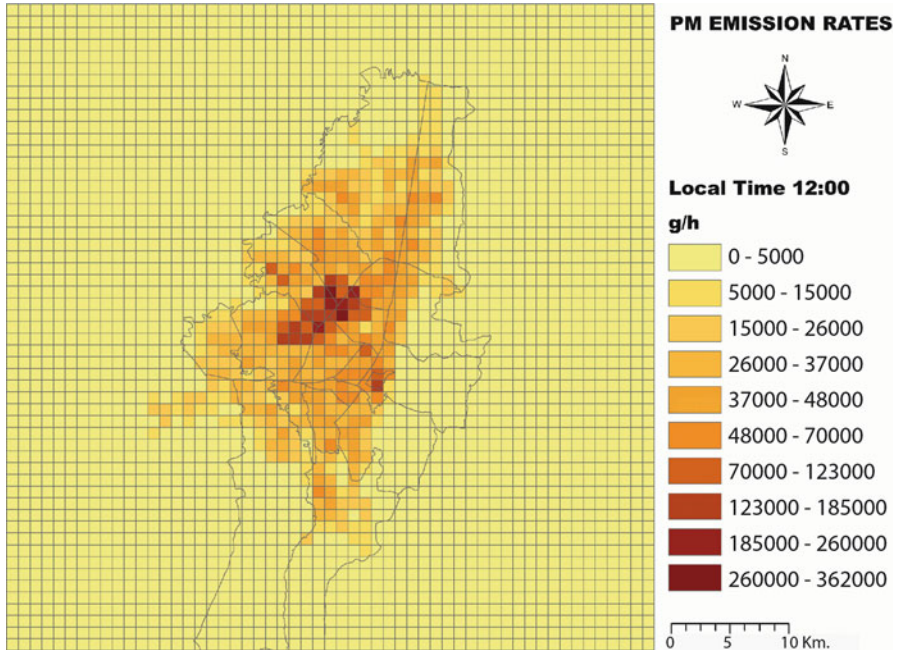 PM EMISSION RATES
N
W E
S
Local Time 12:00
g/h
0 - 5000
5000 - 15000
15000 - 26000
26000 - 37000
37000 - 48000
48000 - 70000
70000 - 123000
123000 - 185000
185000 - 260000
260000 - 362000
0 5 10 Km.